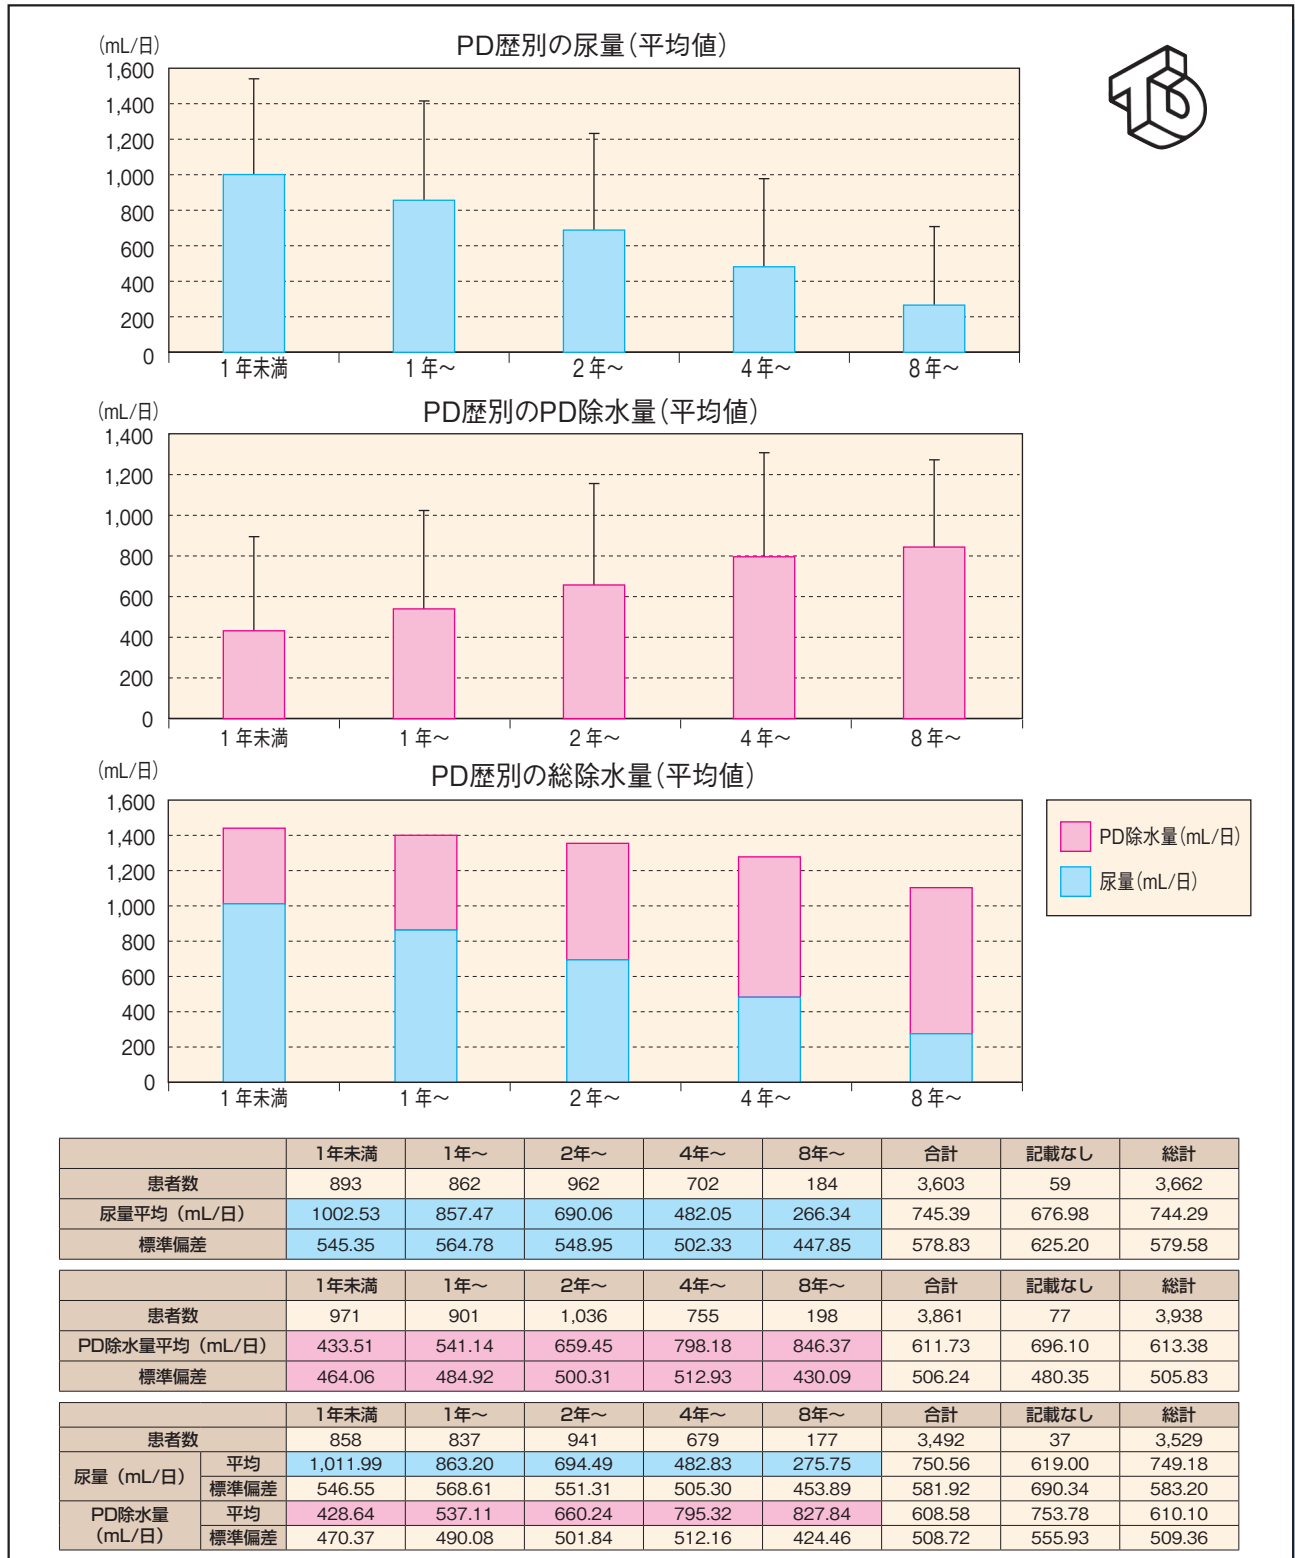 PD歴別の尿量（平均値）
(mL/日)
1,600
1,400
1,200
1,000
800
600
400
200
0
1年未満 1年〜 2年〜 4年〜 8年〜
PD歴別のPD除水量（平均値）
(mL/日)
1,400
1,200
1,000
800
600
400
200
0
1年未満 1年〜 2年〜 4年〜 8年〜
PD歴別の総除水量（平均値）
(mL/日)
1,600
1,400
1,200
1,000
800
600
400
200
0
1年未満 1年〜 2年〜 4年〜 8年〜
PD除水量(mL/日)
尿量(mL/日)
1年未満 1年〜 2年〜 4年〜 8年〜 合計 記載なし 総計
患者数 893 862 962 702 184 3,603 59 3,662
尿量平均（mL/日） 1002.53 857.47 690.06 482.05 266.34 745.39 676.98 744.29
標準偏差 545.35 564.78 548.95 502.33 447.85 578.83 625.20 579.58
1年未満 1年〜 2年〜 4年〜 8年〜 合計 記載なし 総計
患者数 971 901 1,036 755 198 3,861 77 3,938
PD除水量平均（mL/日） 433.51 541.14 659.45 798.18 846.37 611.73 696.10 613.38
標準偏差 464.06 484.92 500.31 512.93 430.09 506.24 480.35 505.83
1年未満 1年〜 2年〜 4年〜 8年〜 合計 記載なし 総計
患者数 858 837 941 679 177 3,492 37 3,529
尿量（mL/日） 平均 1,011.99 863.20 694.49 482.83 275.75 750.56 619.00 749.18
標準偏差 546.55 568.61 551.31 505.30 453.89 581.92 690.34 583.20
PD除水量（mL/日） 平均 428.64 537.11 660.24 795.32 827.84 608.58 753.78 610.10
標準偏差 470.37 490.08 501.84 512.16 424.46 508.72 555.93 509.36